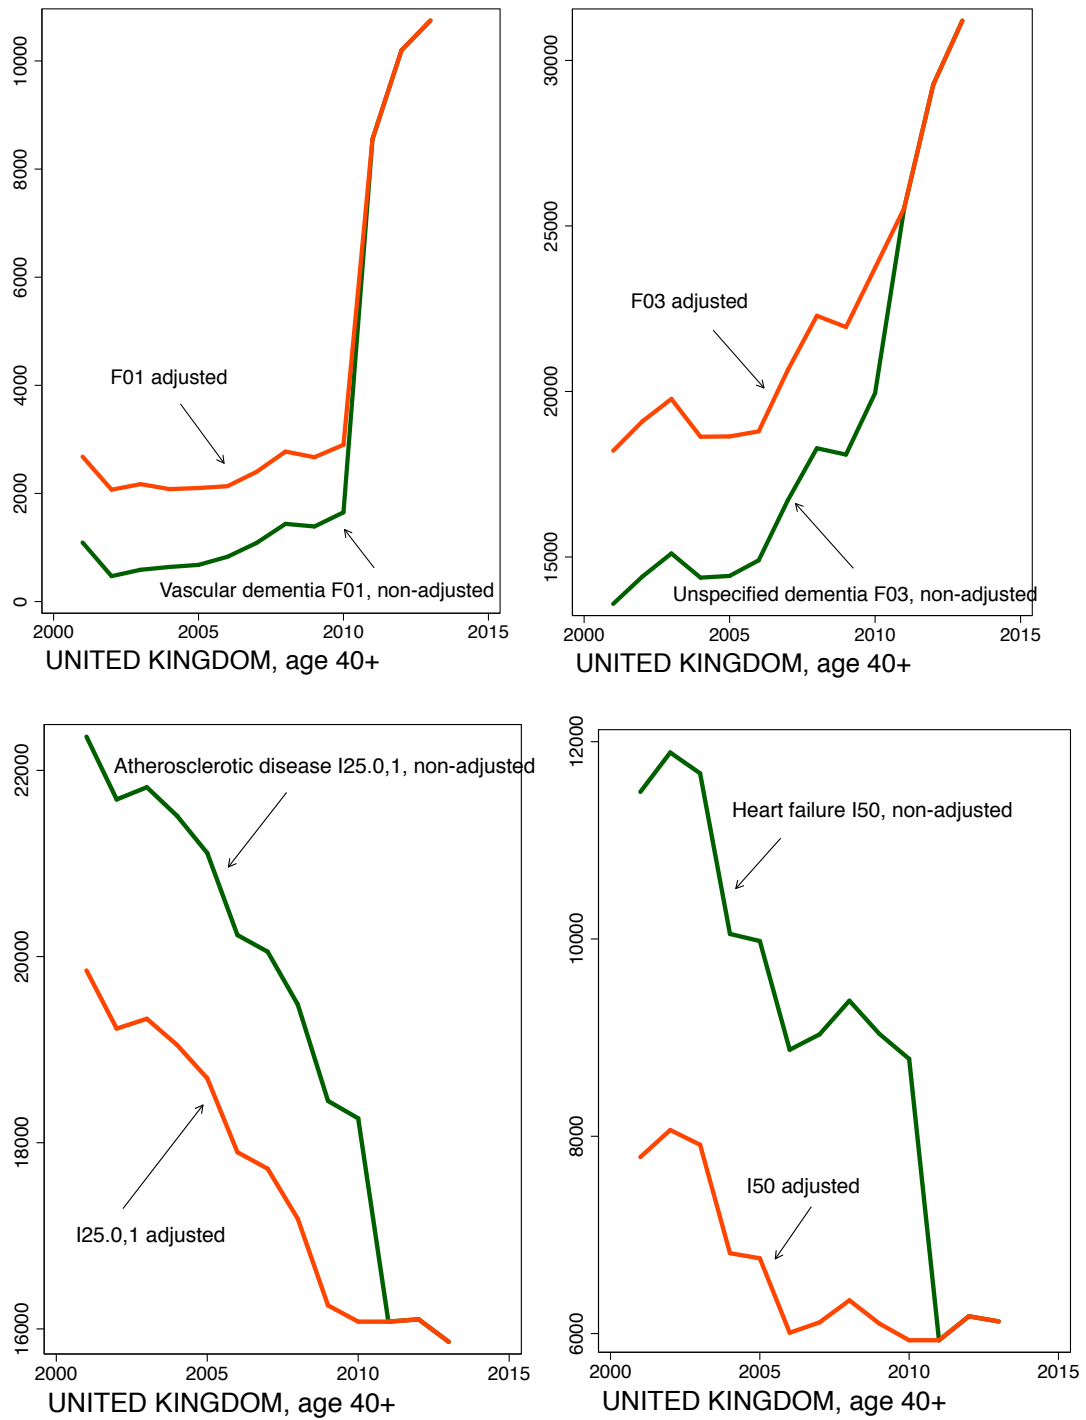 10000
8000
6000
4000
2000
0
F01 adjusted
Vascular dementia F01, non-adjusted
2000 2005 2010 2015
UNITED KINGDOM, age 40+
30000
25000
20000
15000
F03 adjusted
Unspecified dementia F03, non-adjusted
2000 2005 2010 2015
UNITED KINGDOM, age 40+
22000
20000
18000
16000
Atherosclerotic disease I25.0,1, non-adjusted
I25.0,1 adjusted
2000 2005 2010 2015
UNITED KINGDOM, age 40+
12000
10000
8000
6000
Heart failure I50, non-adjusted
I50 adjusted
2000 2005 2010 2015
UNITED KINGDOM, age 40+